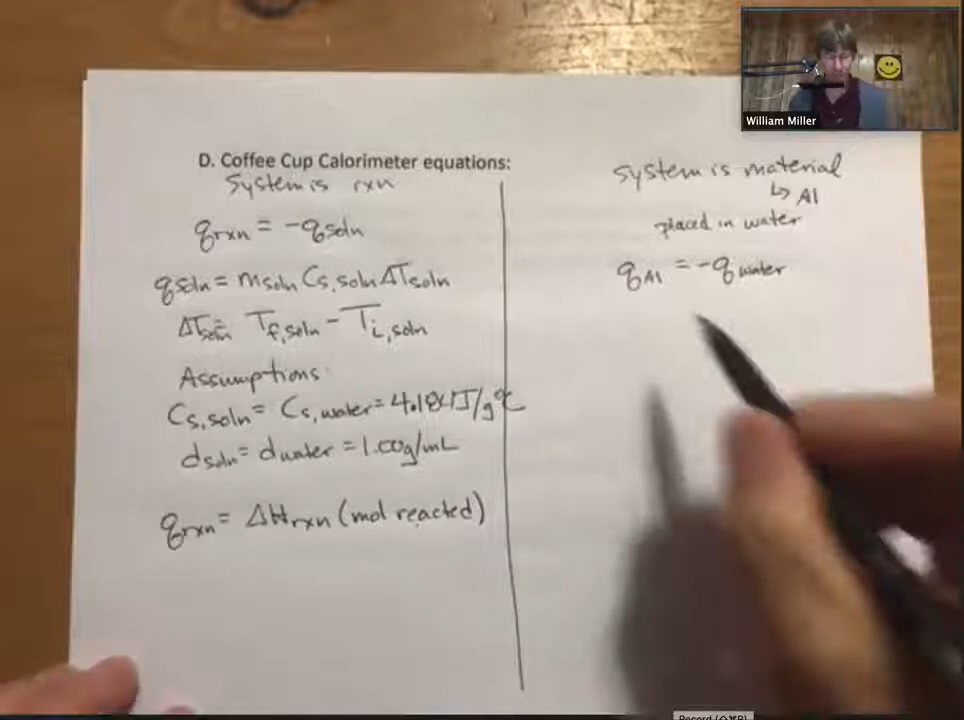 William Miller
D. Coffee Cup Calorimeter equations:
System is rxn
qrxn = -qsoln
qsoln = msoln Cs,soln ΔTsoln
ΔTsoln = Tf,soln - Ti,soln
Assumptions:
Cs,soln = Cs,water = 4.184J/g°C
dsoln = dwater = 1.00g/mL
qrxn = ΔHrxn (mol reacted)
system is material
↳ Al
placed in water
qAl = -qwater